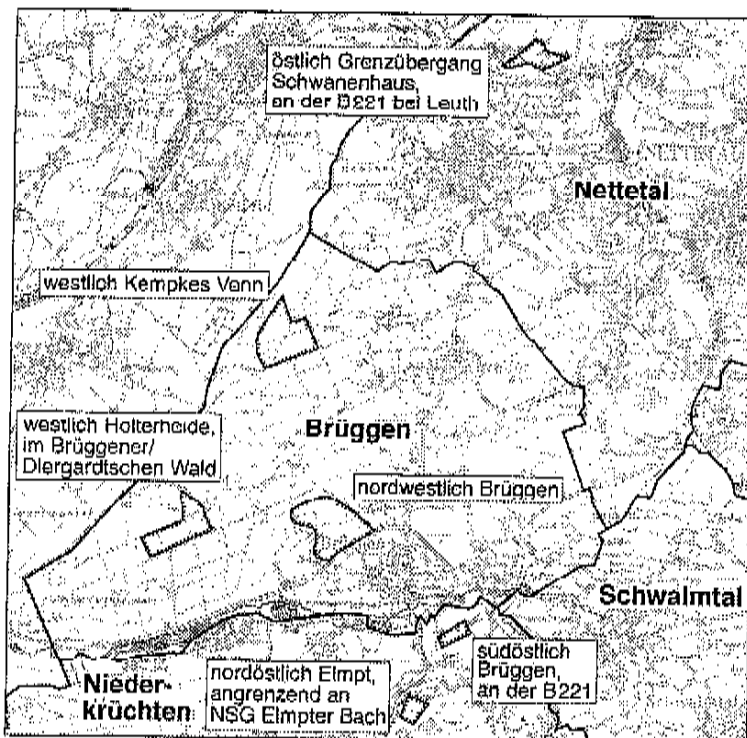 östlich Grenzübergang
Schwanenhaus,
an der B221 bei Leuth
Nettetal
westlich Kempkes Venn
westlich Holterheide,
im Brüggener/
Diergardtschen Wald
Brüggen
nordwestlich Brüggen
Schwalmtal
südöstlich
Brüggen,
an der B221
nordöstlich Elmpt,
angrenzend an
NSG Elmpter Bach
Nieder-
krüchten